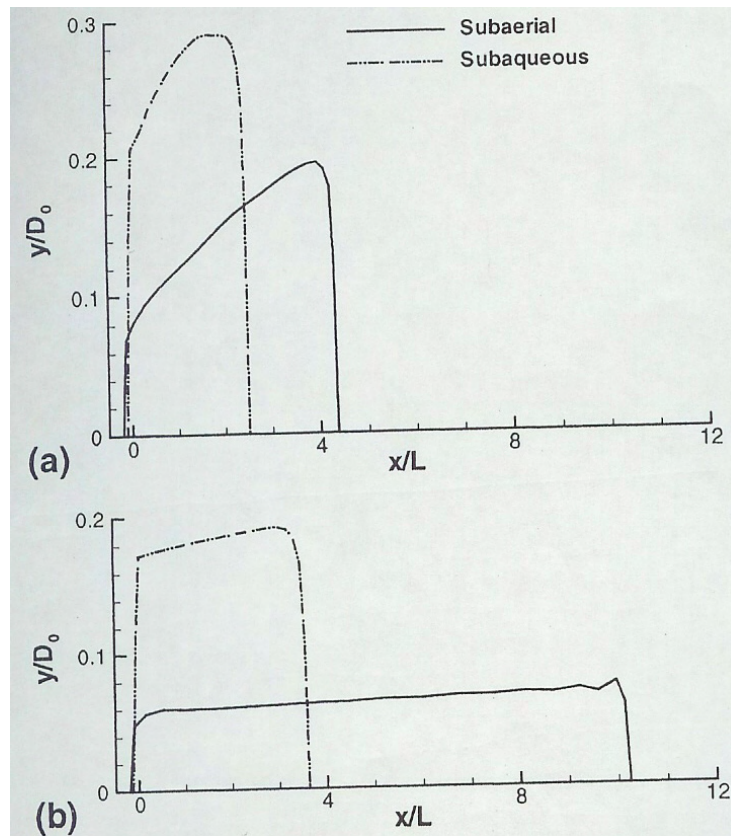 0.3
Subaerial
Subaqueous
0.2
y/D₀
0.1
0
0
4
8
12
(a)
x/L
0.2
y/D₀
0.1
0
0
4
8
12
(b)
x/L